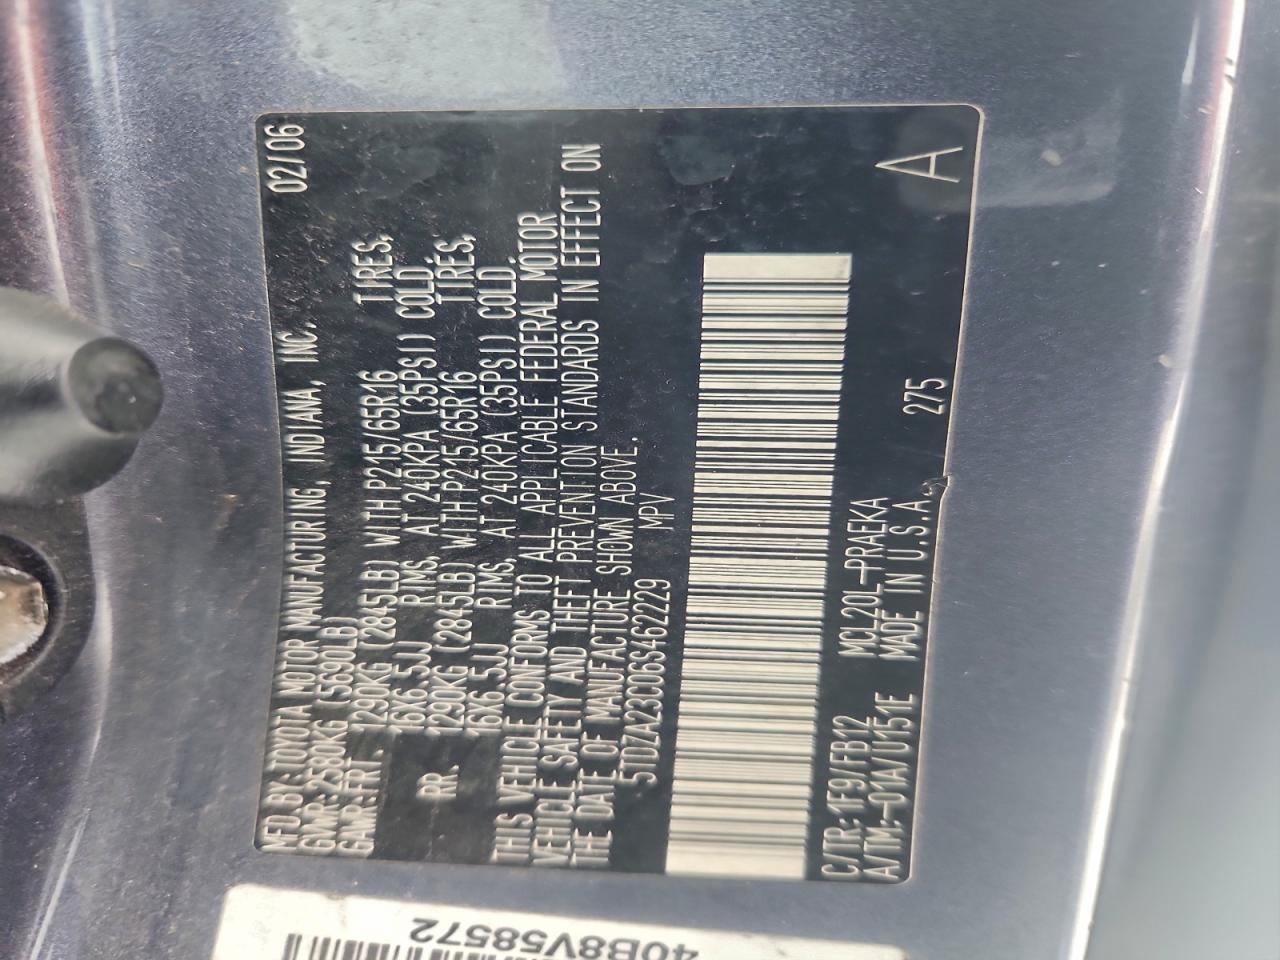 MFD.BY:TOYOTA MOTOR MANUFACTURING, INDIANA, INC. 02/06
GVWR:2580KG (5690LB)
GAWR:FRT. 1290KG (2845LB) WITH P215/65R16 TIRES,
16X6.5JJ RIMS, AT 240KPA (35PSI) COLD.
RR. 1290KG (2845LB) WITH P215/65R16 TIRES,
16X6.5JJ RIMS, AT 240KPA (35PSI) COLD.
THIS VEHICLE CONFORMS TO ALL APPLICABLE FEDERAL MOTOR
VEHICLE SAFETY AND THEFT PREVENTION STANDARDS IN EFFECT ON
THE DATE OF MANUFACTURE SHOWN ABOVE.
5TDZA23C06S462229 MPV
C/TR:1F9/FB12 MCL20L-PRAEKA 275
A/TM:-01A/U151E MADE IN U.S.A.
A
40B8V58572